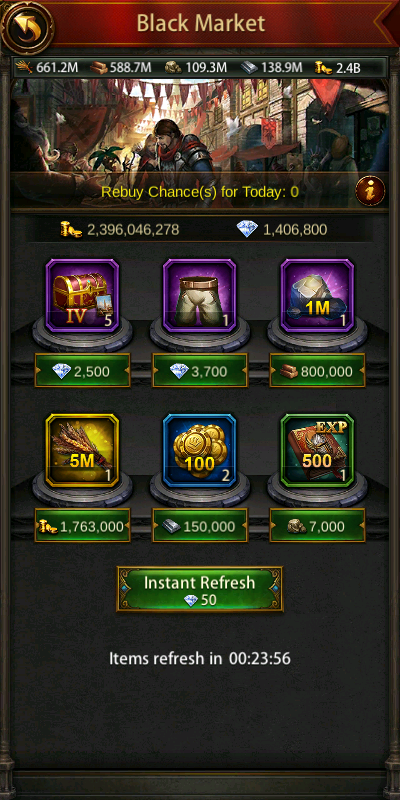 Black Market
661.2M 588.7M 109.3M 138.9M 2.4B
Rebuy Chance(s) for Today: 0
i
2,396,046,278 1,406,800
IV 5 1 1M 1
2,500 3,700 800,000
5M 1 100 2 EXP 500 1
1,763,000 150,000 7,000
Instant Refresh
50
Items refresh in 00:23:56